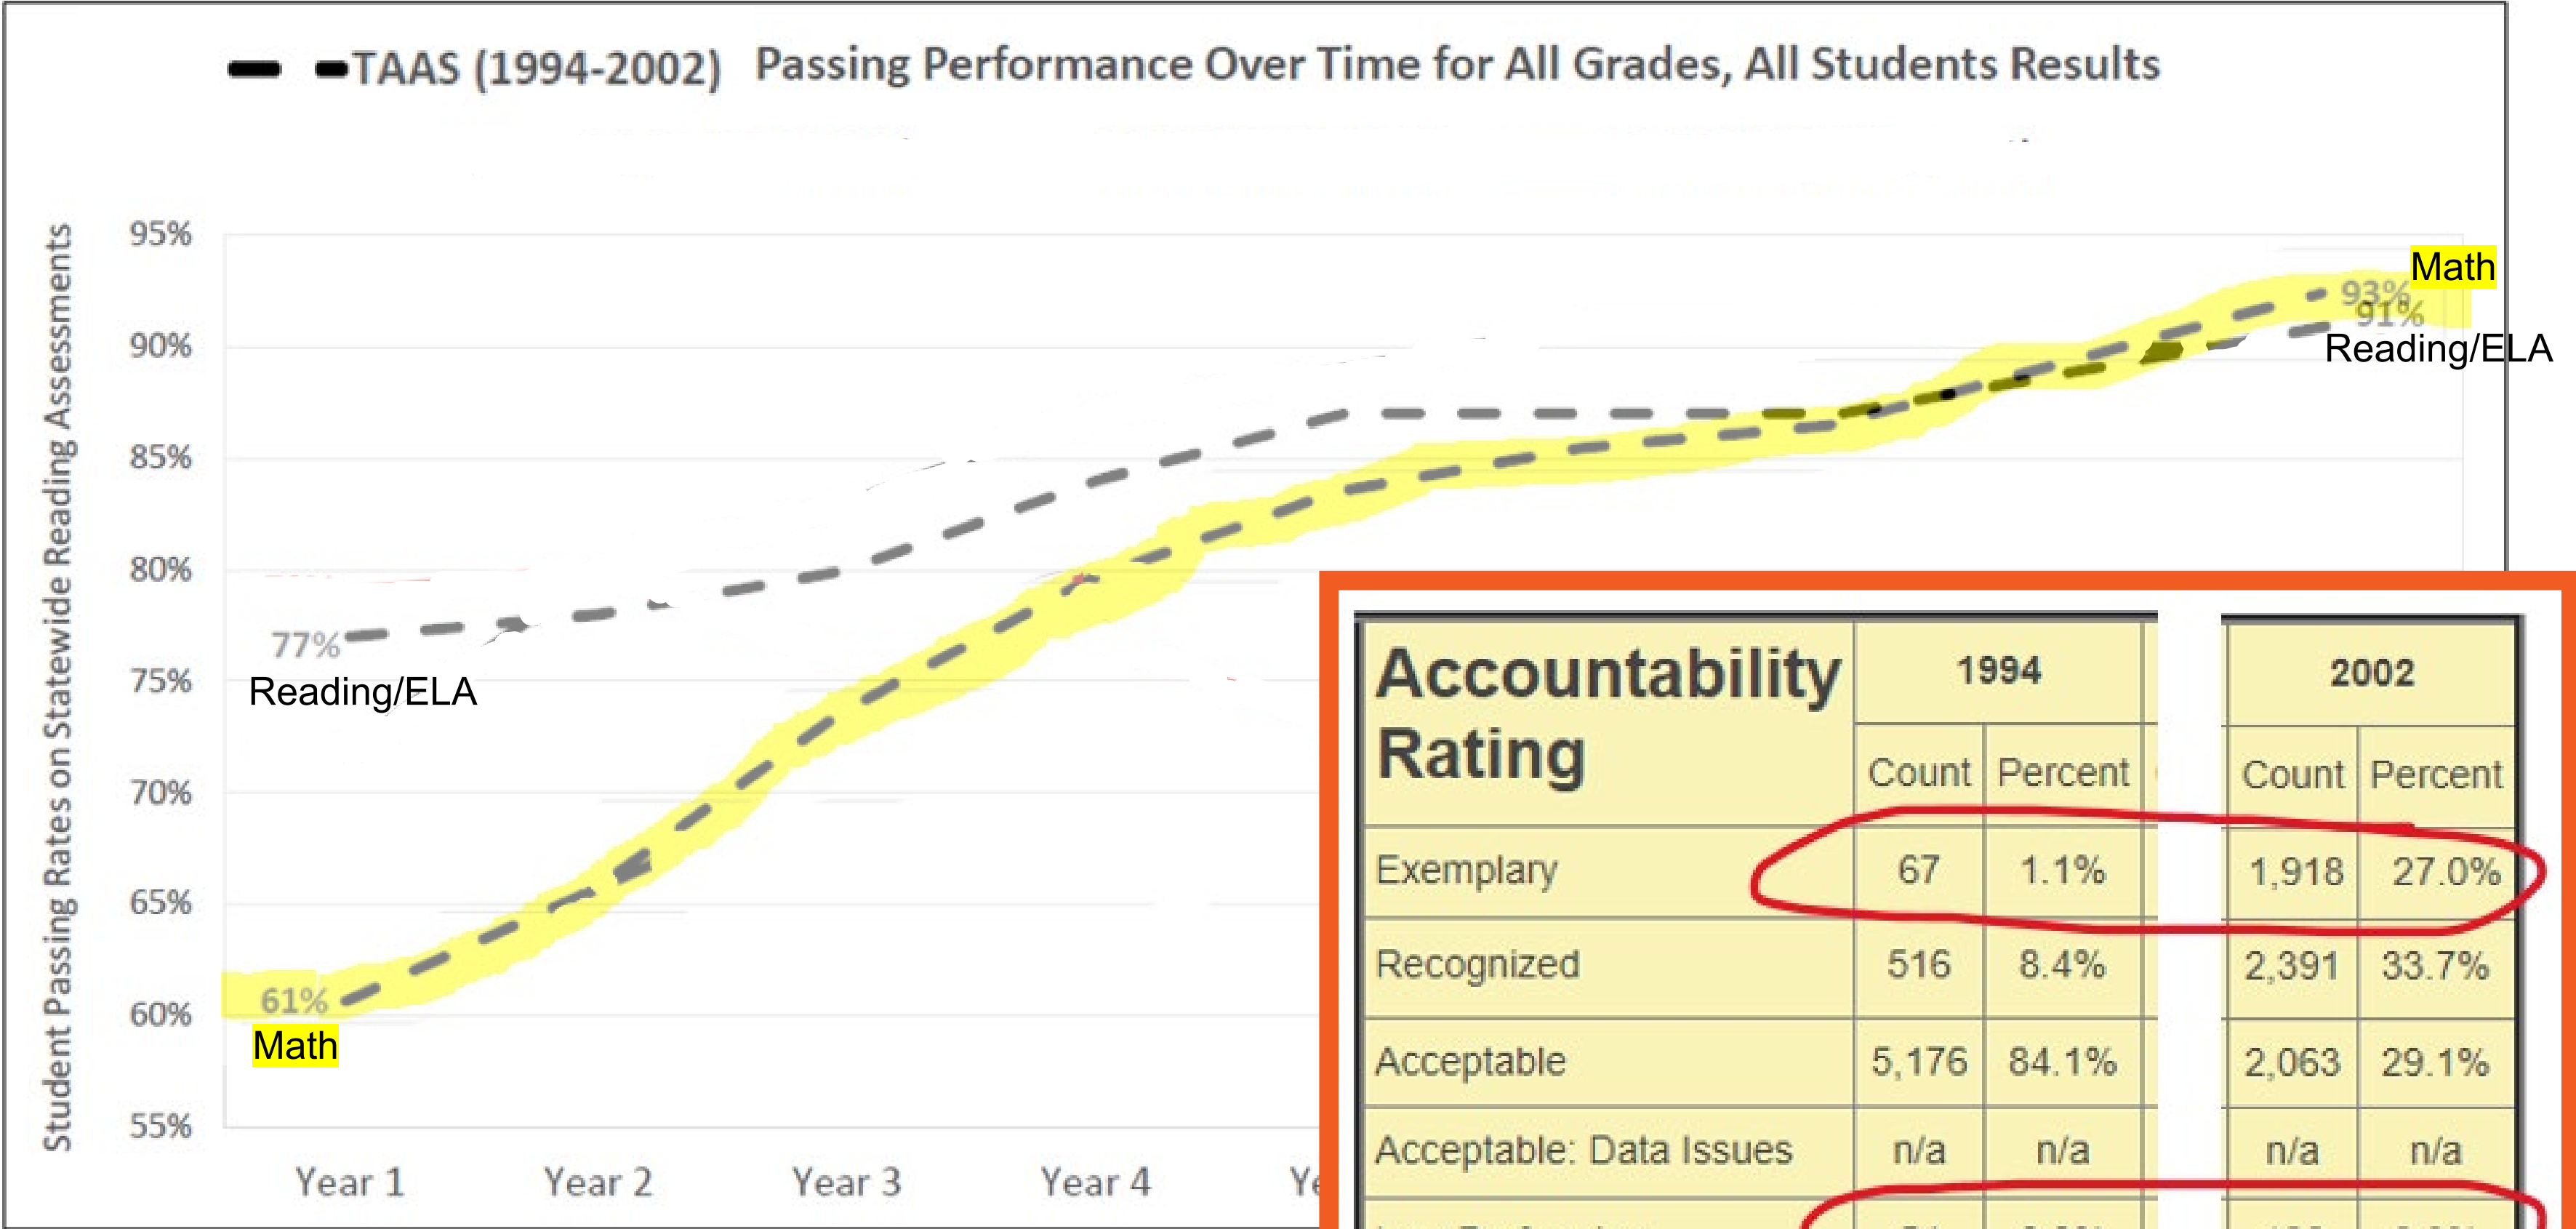 TAAS (1994-2002) Passing Performance Over Time for All Grades, All Students Results
Student Passing Rates on Statewide Reading Assessments
95%
90%
85%
80%
75%
70%
65%
60%
55%
77%
Reading/ELA
61%
Math
Math
93%
91%
Reading/ELA
Year 1 Year 2 Year 3 Year 4
Accountability Rating 1994 2002
Count Percent Count Percent
Exemplary 67 1.1% 1,918 27.0%
Recognized 516 8.4% 2,391 33.7%
Acceptable 5,176 84.1% 2,063 29.1%
Acceptable: Data Issues n/a n/a n/a n/a